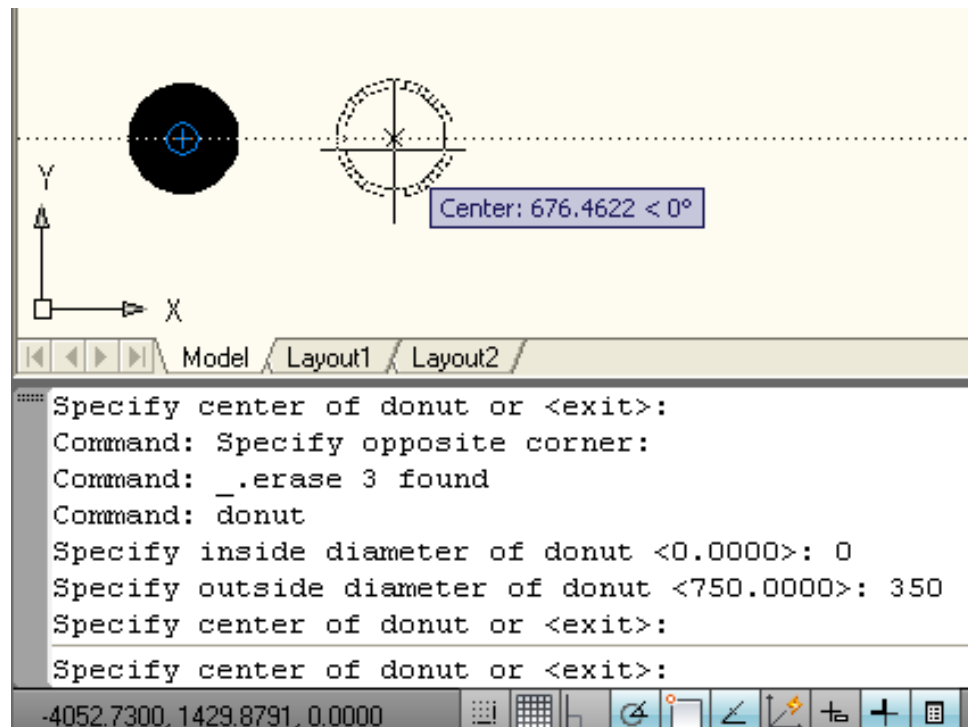 Center: 676.4622 < 0°
Y
X
Model / Layout1 / Layout2 /
Specify center of donut or <exit>:
Command: Specify opposite corner:
Command: _.erase 3 found
Command: donut
Specify inside diameter of donut <0.0000>: 0
Specify outside diameter of donut <750.0000>: 350
Specify center of donut or <exit>:
Specify center of donut or <exit>:
-4052.7300, 1429.8791, 0.0000